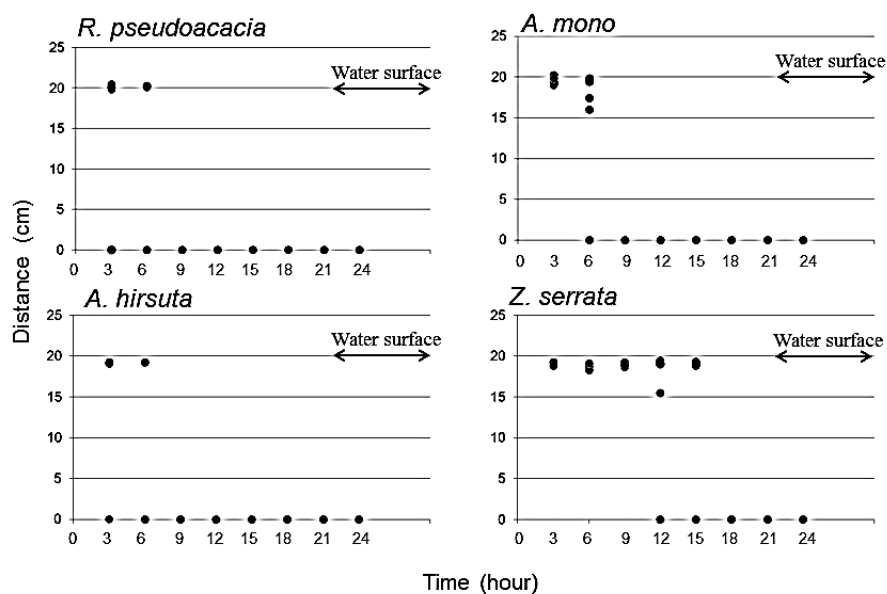 R. pseudoacacia
25
20
15
10
5
0
Water surface
0 3 6 9 12 15 18 21 24
A. mono
25
20
15
10
5
0
Water surface
0 3 6 9 12 15 18 21 24
A. hirsuta
25
20
15
10
5
0
Water surface
0 3 6 9 12 15 18 21 24
Z. serrata
25
20
15
10
5
0
Water surface
0 3 6 9 12 15 18 21 24
Distance (cm)
Time (hour)